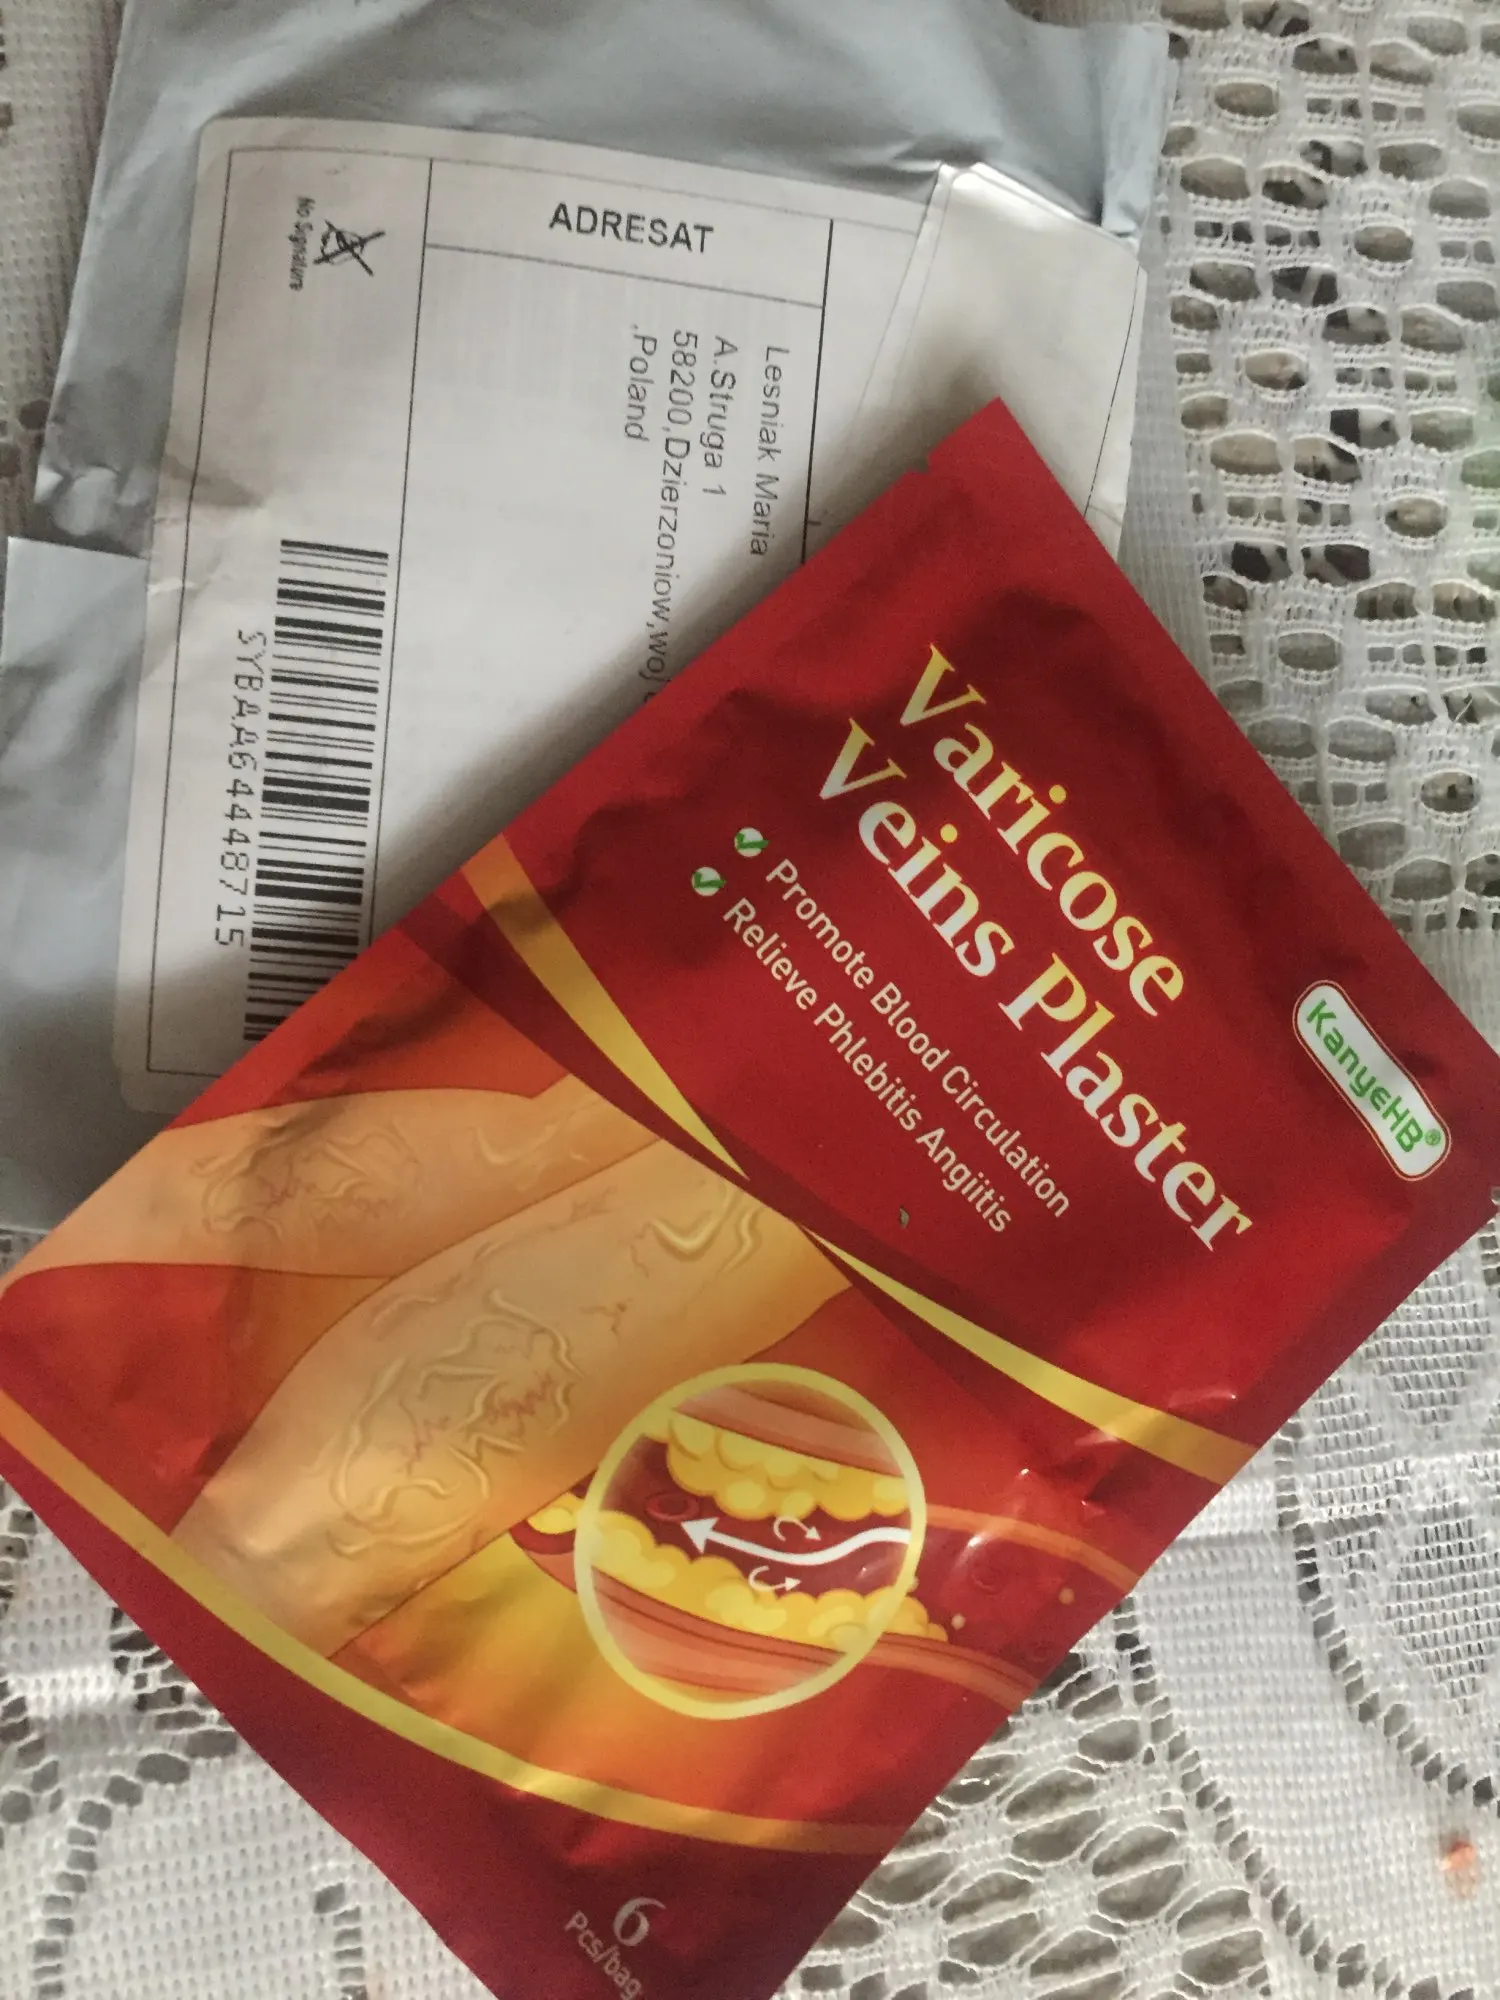 ADRESAT
Lesniak Maria
A.Struga 1
58200,Dzierzoniow,woj
,Poland
No Signature
SYBAA64448715
KanyeHB®
Varicose
Veins Plaster
Promote Blood Circulation
Relieve Phlebitis Angiitis
6
Pcs/bag